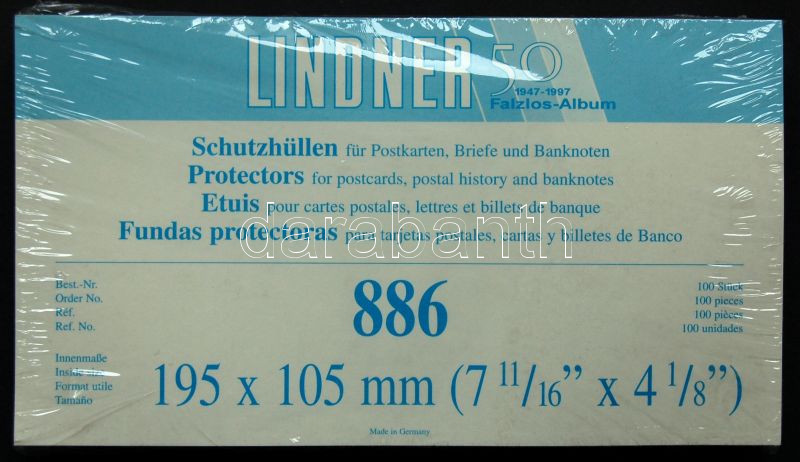 LINDNER 50
1947-1997
Falzlos-Album
Schutzhüllen für Postkarten, Briefe und Banknoten
Protectors for postcards, postal history and banknotes
Etuis pour cartes postales, lettres et billets de banque
darabanth
Fundas protectoras para tarjetas postales, cartas y billetes de Banco
Best.-Nr.
Order No.
Réf.
Ref. No.
886
100 Stück
100 pieces
100 pièces
100 unidades
Innenmaße
Inside size
Format utile
Tamaño
195 x 105 mm (7 11/16” x 4 1/8”)
Made in Germany